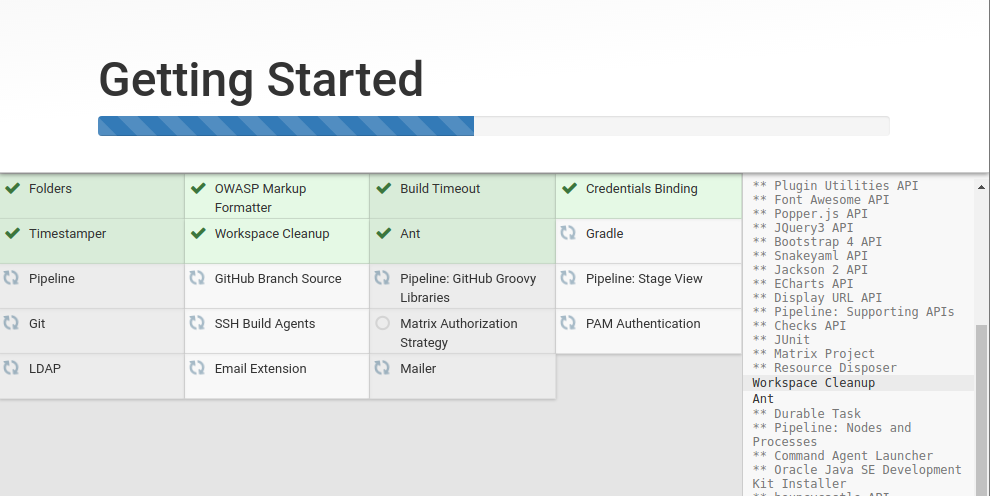 Getting Started
Folders
OWASP Markup
Formatter
Build Timeout
Credentials Binding
Timestamper
Workspace Cleanup
Ant
Gradle
Pipeline
GitHub Branch Source
Pipeline: GitHub Groovy
Libraries
Pipeline: Stage View
Git
SSH Build Agents
Matrix Authorization
Strategy
PAM Authentication
LDAP
Email Extension
Mailer
** Plugin Utilities API
** Font Awesome API
** Popper.js API
** JQuery3 API
** Bootstrap 4 API
** Snakeyaml API
** Jackson 2 API
** ECharts API
** Display URL API
** Pipeline: Supporting APIs
** Checks API
** JUnit
** Matrix Project
** Resource Disposer
Workspace Cleanup
Ant
** Durable Task
** Pipeline: Nodes and
Processes
** Command Agent Launcher
** Oracle Java SE Development
Kit Installer